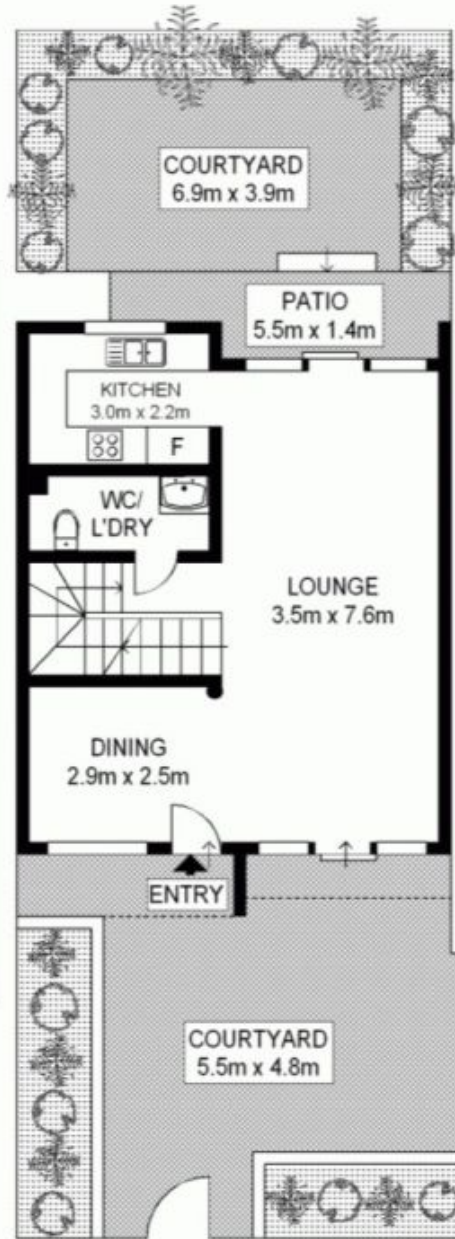 COURTYARD
6.9m x 3.9m
PATIO
5.5m x 1.4m
KITCHEN
3.0m x 2.2m
F
WC/
L'DRY
LOUNGE
3.5m x 7.6m
DINING
2.9m x 2.5m
ENTRY
COURTYARD
5.5m x 4.8m